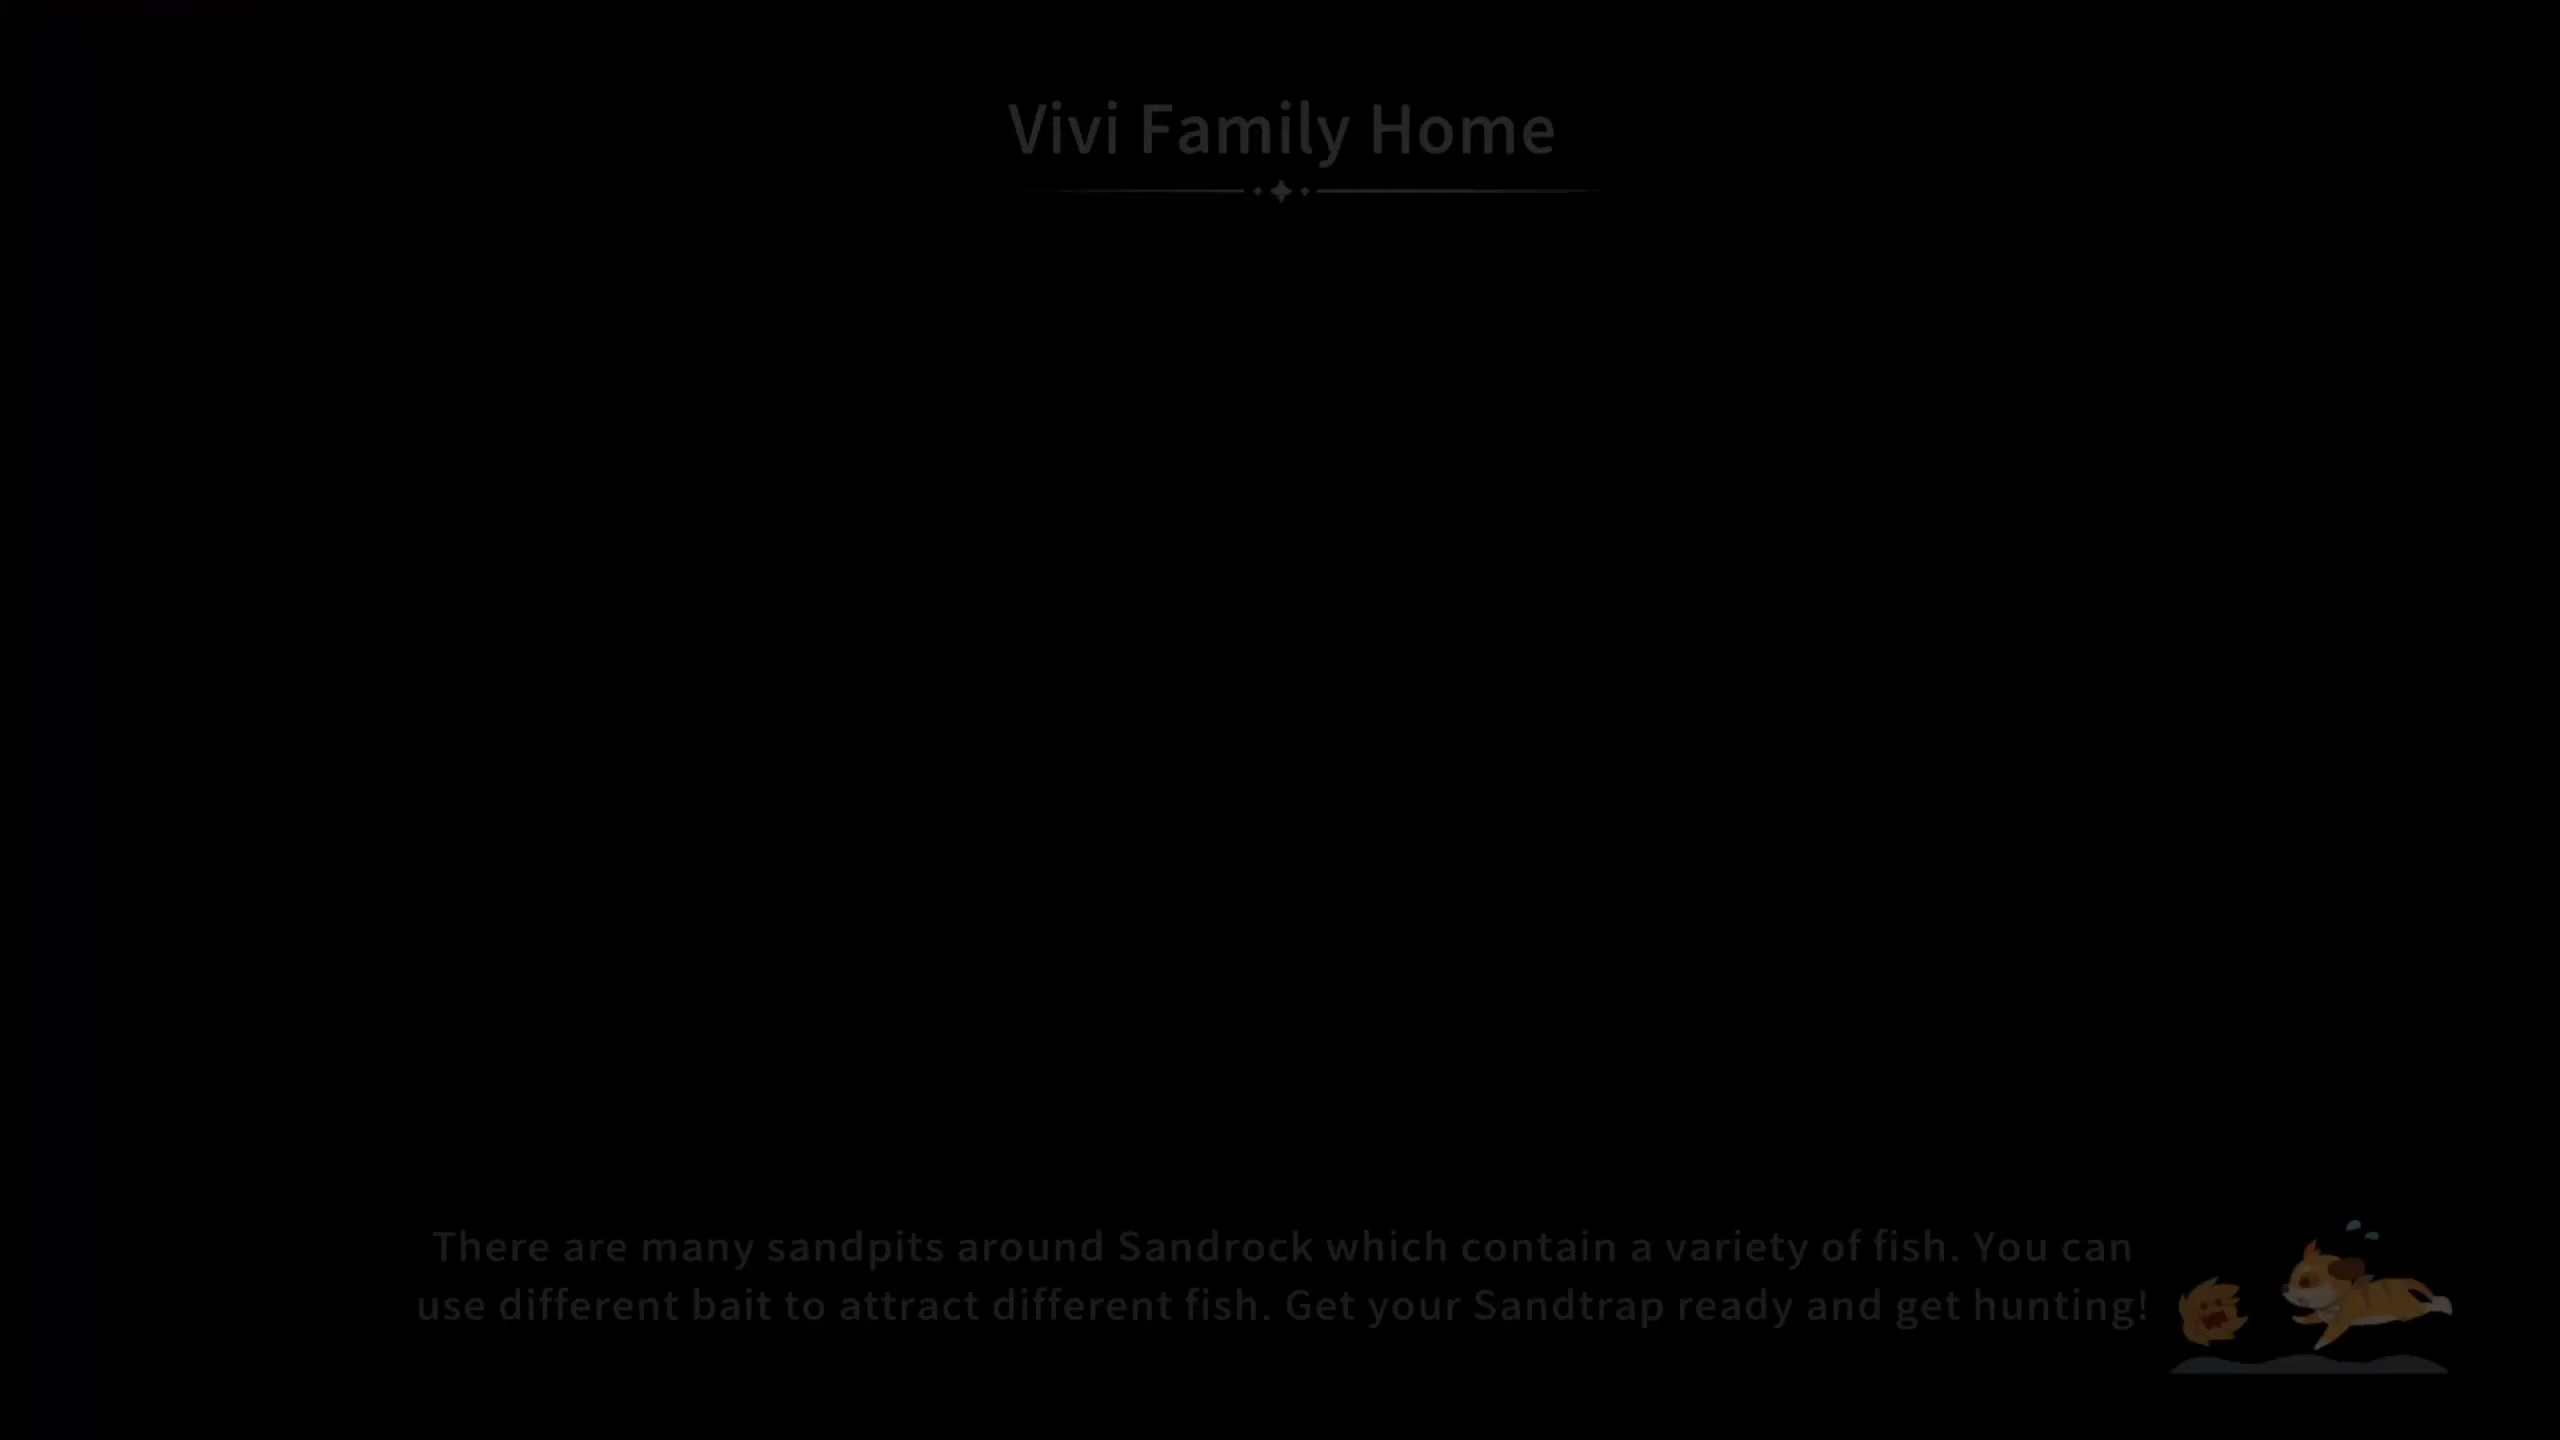 Vivi Family Home
There are many sandpits around Sandrock which contain a variety of fish. You can
use different bait to attract different fish. Get your Sandtrap ready and get hunting!